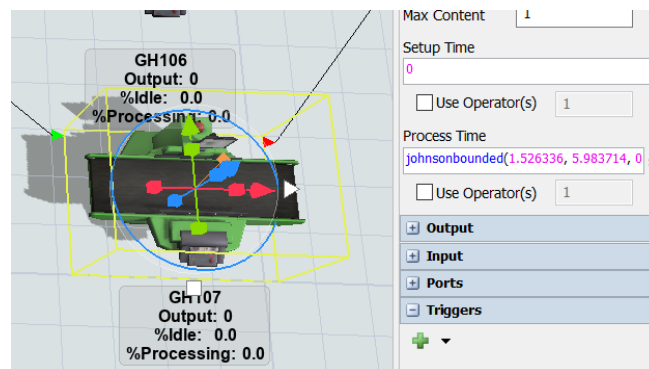 GH106
Output: 0
%Idle: 0.0
%Processing: 0.0
GH107
Output: 0
%Idle: 0.0
%Processing: 0.0
Max Content 1
Setup Time
0
Use Operator(s) 1
Process Time
johnsonbounded(1.526336, 5.983714, 0
Use Operator(s) 1
Output
Input
Ports
Triggers